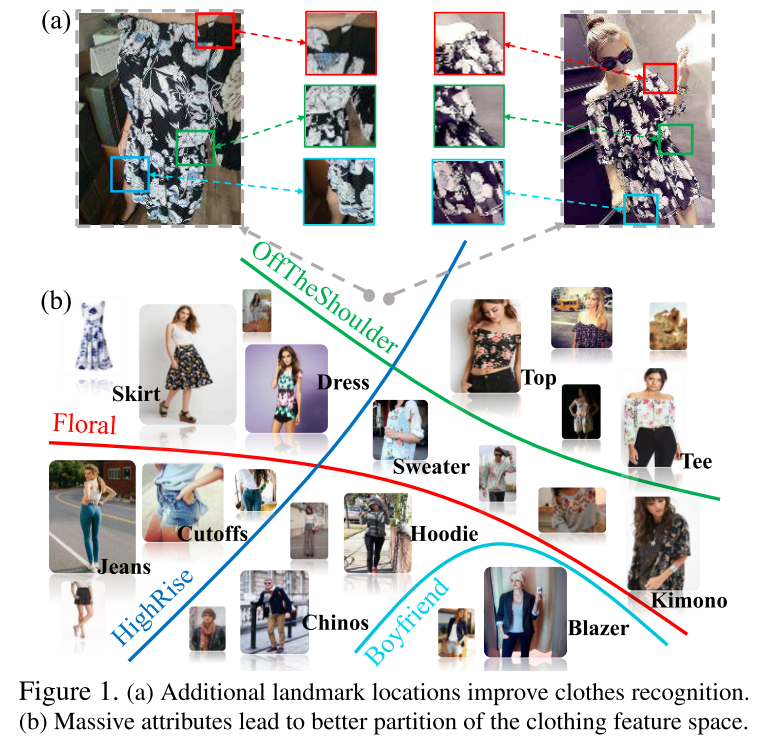 (a)
(b)
OffTheShoulder
Skirt
Dress
Top
Floral
Sweater
Tee
Jeans
Cutoffs
Hoodie
HighRise
Chinos
Boyfriend
Blazer
Kimono
Figure 1. (a) Additional landmark locations improve clothes recognition.
(b) Massive attributes lead to better partition of the clothing feature space.